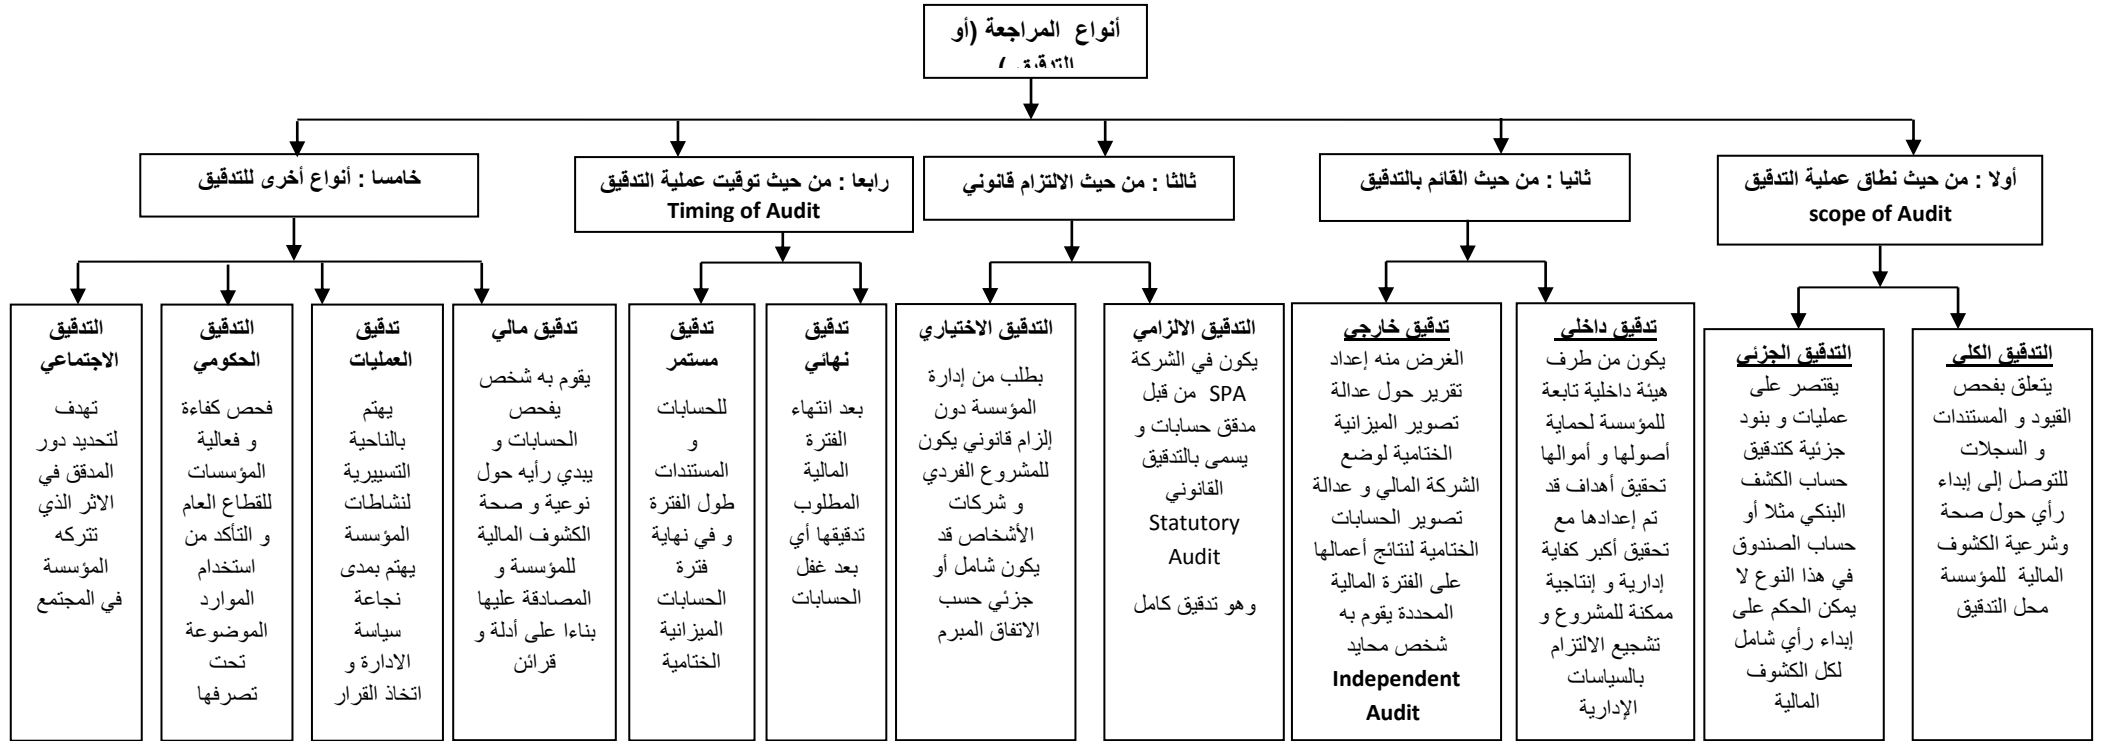 أنواع المراجعة (أو
التدقيق )
أولا : من حيث نطاق عملية التدقيق
scope of Audit
ثانيا : من حيث القائم بالتدقيق
ثالثا : من حيث الالتزام قانوني
رابعا : من حيث توقيت عملية التدقيق
Timing of Audit
خامسا : أنواع أخرى للتدقيق
التدقيق الكلي
يتعلق بفحص
القيود و المستندات
و السجلات
للتوصل إلى إبداء
رأي حول صحة
وشرعية الكشوف
المالية للمؤسسة
محل التدقيق
التدقيق الجزئي
يقتصر على
عمليات و بنود
جزئية كتدقيق
حساب الكشف
البنكي مثلا أو
حساب الصندوق
في هذا النوع لا
يمكن الحكم على
إبداء رأي شامل
لكل الكشوف
المالية
تدقيق داخلي
يكون من طرف
هيئة داخلية تابعة
للمؤسسة لحماية
أصولها و أموالها
تحقيق أهداف قد
تم إعدادها مع
تحقيق أكبر كفاية
إدارية و إنتاجية
ممكنة للمشروع و
تشجيع الالتزام
بالسياسات
الإدارية
تدقيق خارجي
الغرض منه إعداد
تقرير حول عدالة
تصوير الميزانية
الختامية لوضع
الشركة المالي و عدالة
تصوير الحسابات
الختامية لنتائج أعمالها
على الفترة المالية
المحددة يقوم به
شخص محايد
Independent
Audit
التدقيق الالزامي
يكون في الشركة
SPA من قبل
مدقق حسابات و
يسمى بالتدقيق
القانوني
Statutory
Audit
وهو تدقيق كامل
التدقيق الاختياري
بطلب من إدارة
المؤسسة دون
إلزام قانوني يكون
للمشروع الفردي
و شركات
الأشخاص قد
يكون شامل أو
جزئي حسب
الاتفاق المبرم
تدقيق
نهائي
بعد انتهاء
الفترة
المالية
المطلوب
تدقيقها أي
بعد غفل
الحسابات
تدقيق
مستمر
للحسابات
و
المستندات
طول الفترة
و في نهاية
فترة
الحسابات
الميزانية
الختامية
تدقيق مالي
يقوم به شخص
يفحص
الحسابات و
يبدي رأيه حول
نوعية و صحة
الكشوف المالية
للمؤسسة و
المصادقة عليها
بناءا على أدلة و
قرائن
تدقيق
العمليات
يهتم
بالناحية
التسييرية
لنشاطات
المؤسسة
يهتم بمدى
نجاعة
سياسة
الادارة و
اتخاذ القرار
التدقيق
الحكومي
فحص كفاءة
و فعالية
المؤسسات
للقطاع العام
و التأكد من
استخدام
الموارد
الموضوعة
تحت
تصرفها
التدقيق
الاجتماعي
تهدف
لتحديد دور
المدقق في
الاثر الذي
تتركه
المؤسسة
في المجتمع